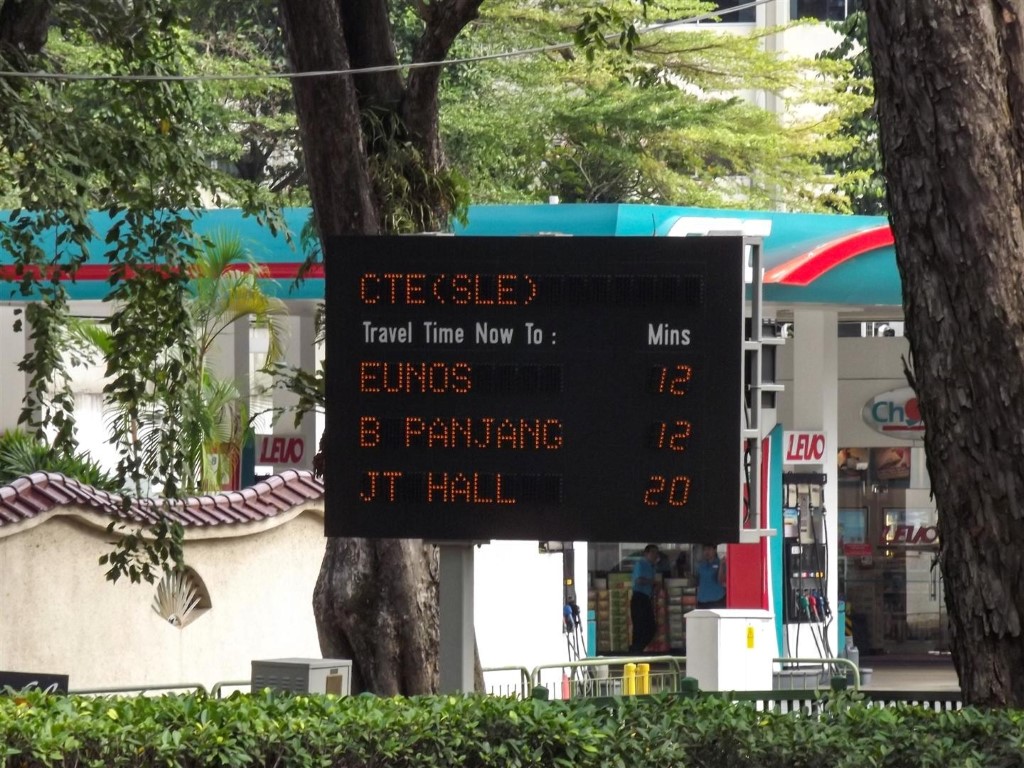 CTE(SLE)
Travel Time Now To : Mins
EUNOS 12
B PANJANG 12
JT HALL 20
LEVO
LEVO
LEVO